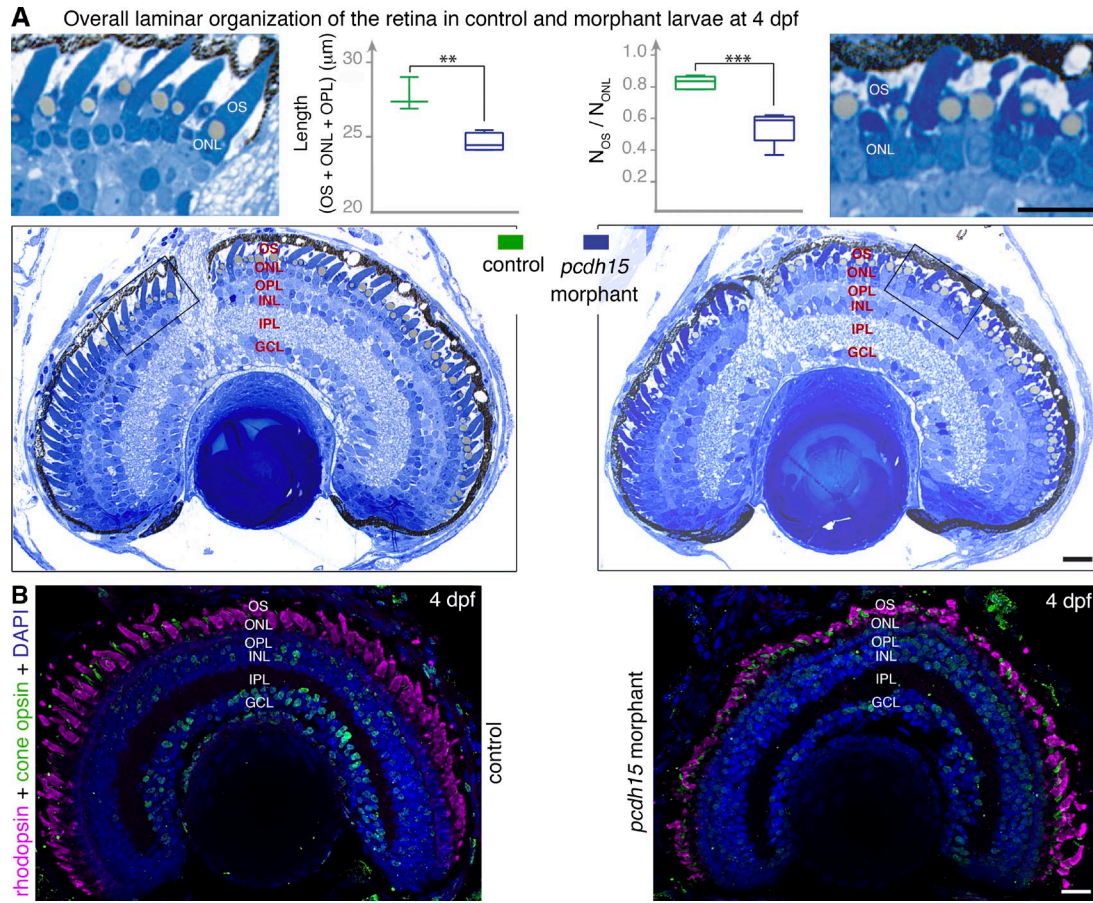 A Overall laminar organization of the retina in control and morphant larvae at 4 dpf
OS
ONL
Length
(OS + ONL + OPL) (μm)
30
25
20
**
N_OS / N_ONL
1.0
0.8
0.6
0.4
0.2
***
OS
ONL
control
pcdh15
morphant
OS
ONL
OPL
INL
IPL
GCL
OS
ONL
OPL
INL
IPL
GCL
B
rhodopsin + cone opsin + DAPI
4 dpf
OS
ONL
OPL
INL
IPL
GCL
control
pcdh15 morphant
4 dpf
OS
ONL
OPL
INL
IPL
GCL